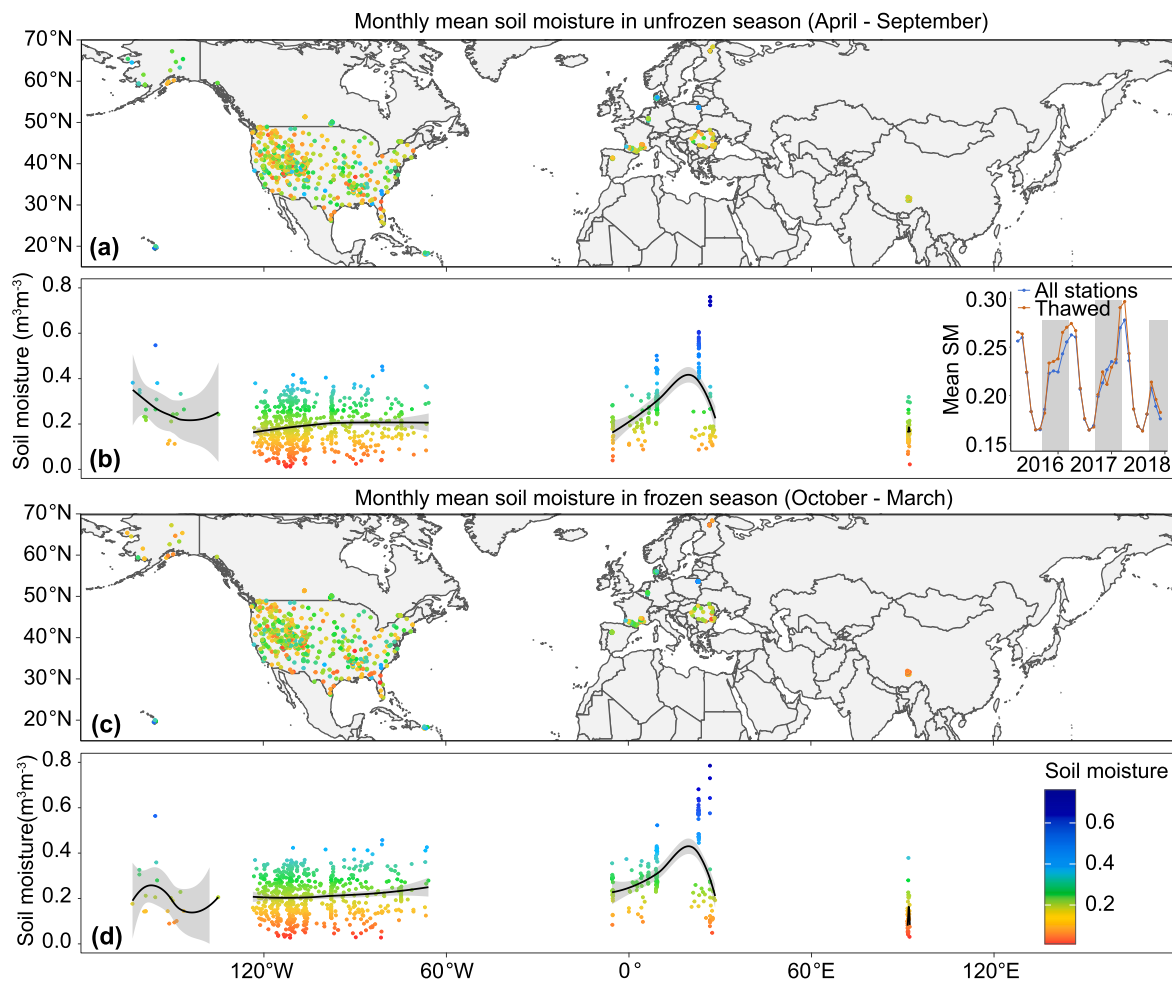 Monthly mean soil moisture in unfrozen season (April - September)
70°N
60°N
50°N
40°N
30°N
20°N
(a)
Soil moisture (m³m⁻³)
0.8
0.6
0.4
0.2
0.0
(b)
Mean SM
0.30
0.25
0.20
0.15
All stations
Thawed
2016 2017 2018
Monthly mean soil moisture in frozen season (October - March)
70°N
60°N
50°N
40°N
30°N
20°N
(c)
Soil moisture(m³m⁻³)
0.8
0.6
0.4
0.2
0.0
(d)
Soil moisture
0.6
0.4
0.2
120°W 60°W 0° 60°E 120°E